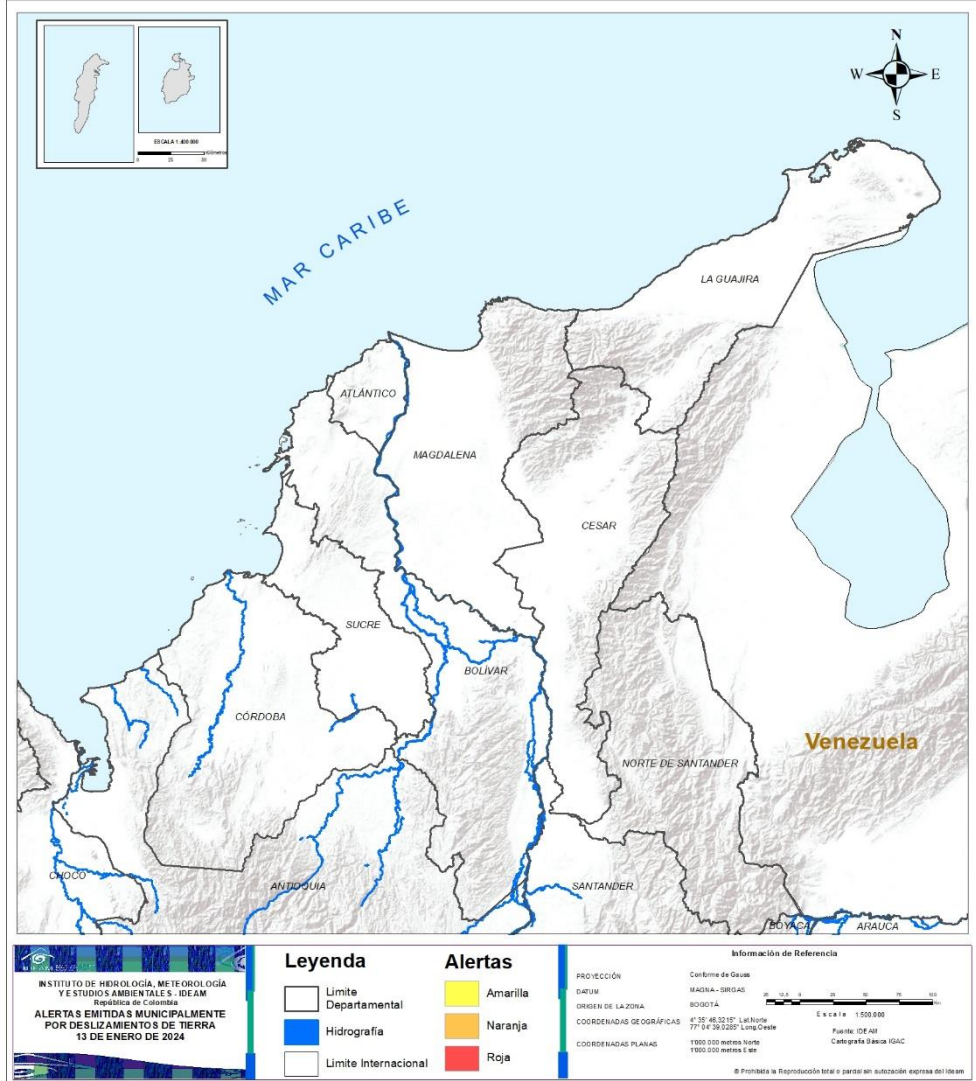 ESCALA 1:400.000
N
W
E
S
MAR CARIBE
LA GUAJIRA
ATLÁNTICO
MAGDALENA
CESAR
SUCRE
BOLÍVAR
CÓRDOBA
Venezuela
NORTE DE SANTANDER
CHOCÓ
ANTIOQUIA
SANTANDER
BOYACÁ
ARAUCA
IDEAM
INSTITUTO DE HIDROLOGÍA, METEOROLOGÍA
Y ESTUDIOS AMBIENTALES - IDEAM
República de Colombia
ALERTAS EMITIDAS MUNICIPALMENTE
POR DESLIZAMIENTOS DE TIERRA
13 DE ENERO DE 2024
Leyenda
Limite
Departamental
Hidrografía
Limite Internacional
Alertas
Amarilla
Naranja
Roja
Información de Referencia
PROYECCIÓN Conforme de Gauss
DATUM MAGNA - SIRGAS
ORIGEN DE LA ZONA BOGOTÁ
COORDENADAS GEOGRÁFICAS 4° 35' 46,3215" Lat.Norte
77° 04' 39,0285" Long.Oeste
COORDENADAS PLANAS 1'000.000 metros Norte
1'000.000 metros Este
Escala 1:500.000
Fuente: IDEAM
Cartografía Básica IGAC
® Prohibida la Reproducción total o parcial sin autorización expresa del Ideam